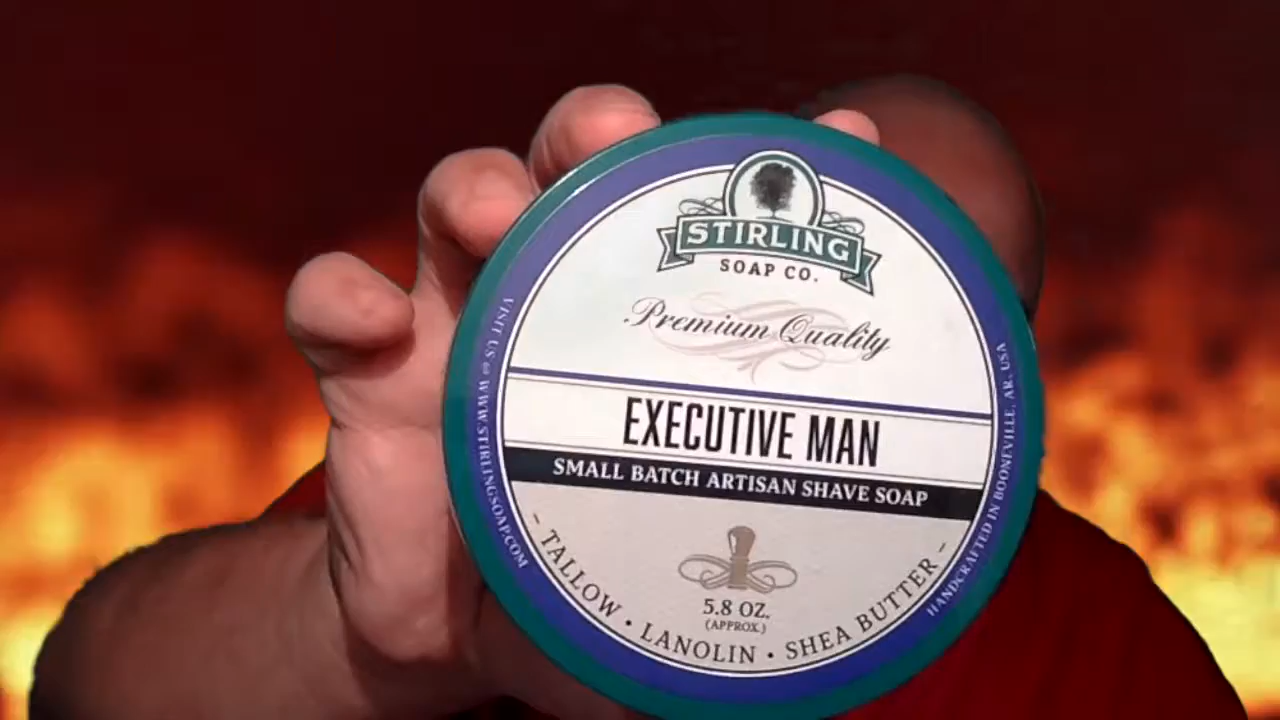 STIRLING
SOAP CO.
Premium Quality
EXECUTIVE MAN
SMALL BATCH ARTISAN SHAVE SOAP
5.8 OZ.
(APPROX.)
- TALLOW • LANOLIN • SHEA BUTTER -
VISIT US @ WWW.STIRLINGSOAP.COM
HANDCRAFTED IN BOONEVILLE, AR, USA